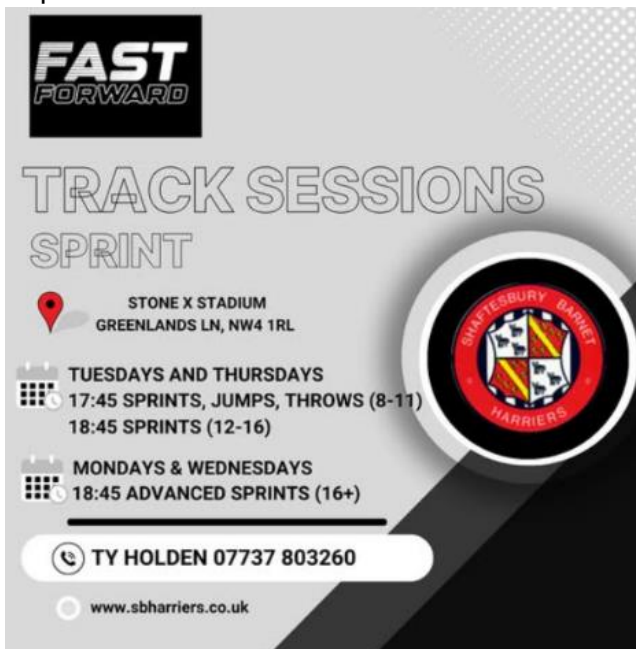 FAST
FORWARD
TRACK SESSIONS
SPRINT
STONE X STADIUM
GREENLANDS LN, NW4 1RL
TUESDAYS AND THURSDAYS
17:45 SPRINTS, JUMPS, THROWS (8-11)
18:45 SPRINTS (12-16)
MONDAYS & WEDNESDAYS
18:45 ADVANCED SPRINTS (16+)
TY HOLDEN 07737 803260
www.sbharriers.co.uk
SHAFTESBURY BARNET
HARRIERS